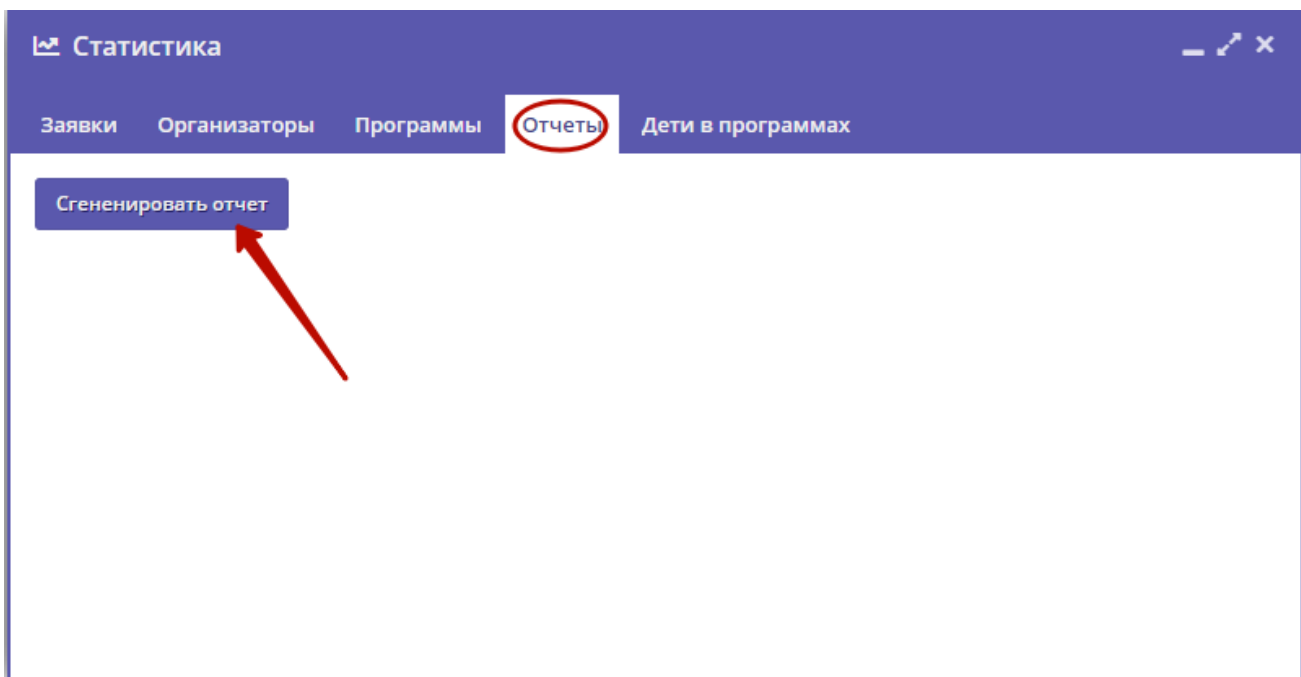 Статистика
Заявки Организаторы Программы Отчеты Дети в программах
Сгененировать отчет